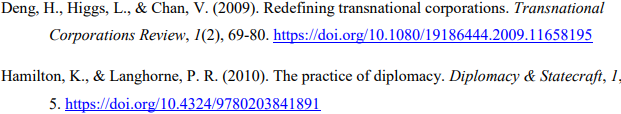 Deng, H., Higgs, L., & Chan, V. (2009). Redefining transnational corporations. Transnational
Corporations Review, 1(2), 69-80. https://doi.org/10.1080/19186444.2009.11658195
Hamilton, K., & Langhorne, P. R. (2010). The practice of diplomacy. Diplomacy & Statecraft, 1,
5. https://doi.org/10.4324/9780203841891